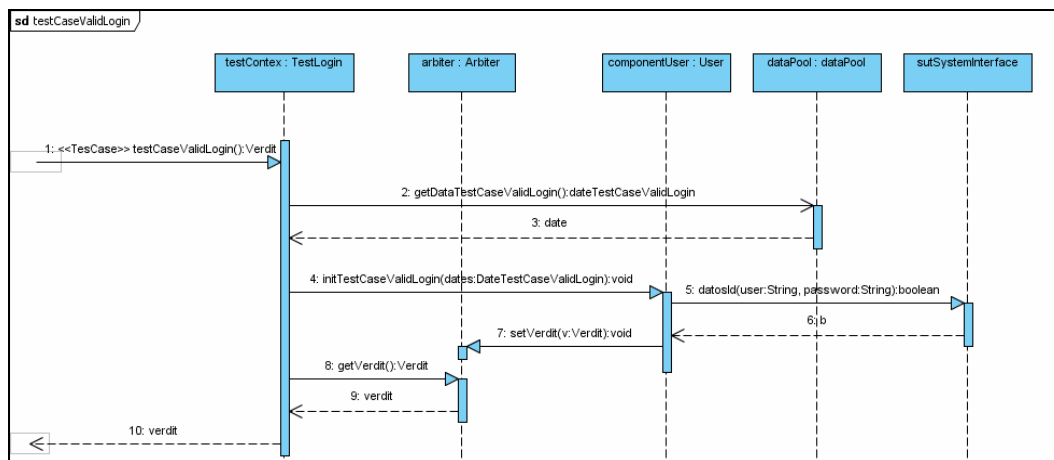 sd testCaseValidLogin
testContex : TestLogin
arbiter : Arbiter
componentUser : User
dataPool : dataPool
sutSystemInterface
1: <<TesCase>> testCaseValidLogin():Verdit
2: getDataTestCaseValidLogin():dateTestCaseValidLogin
3: date
4: initTestCaseValidLogin(dates:DateTestCaseValidLogin):void
5: datosId(user:String, password:String):boolean
6: b
7: setVerdit(v:Verdit):void
8: getVerdit():Verdit
9: verdit
10: verdit